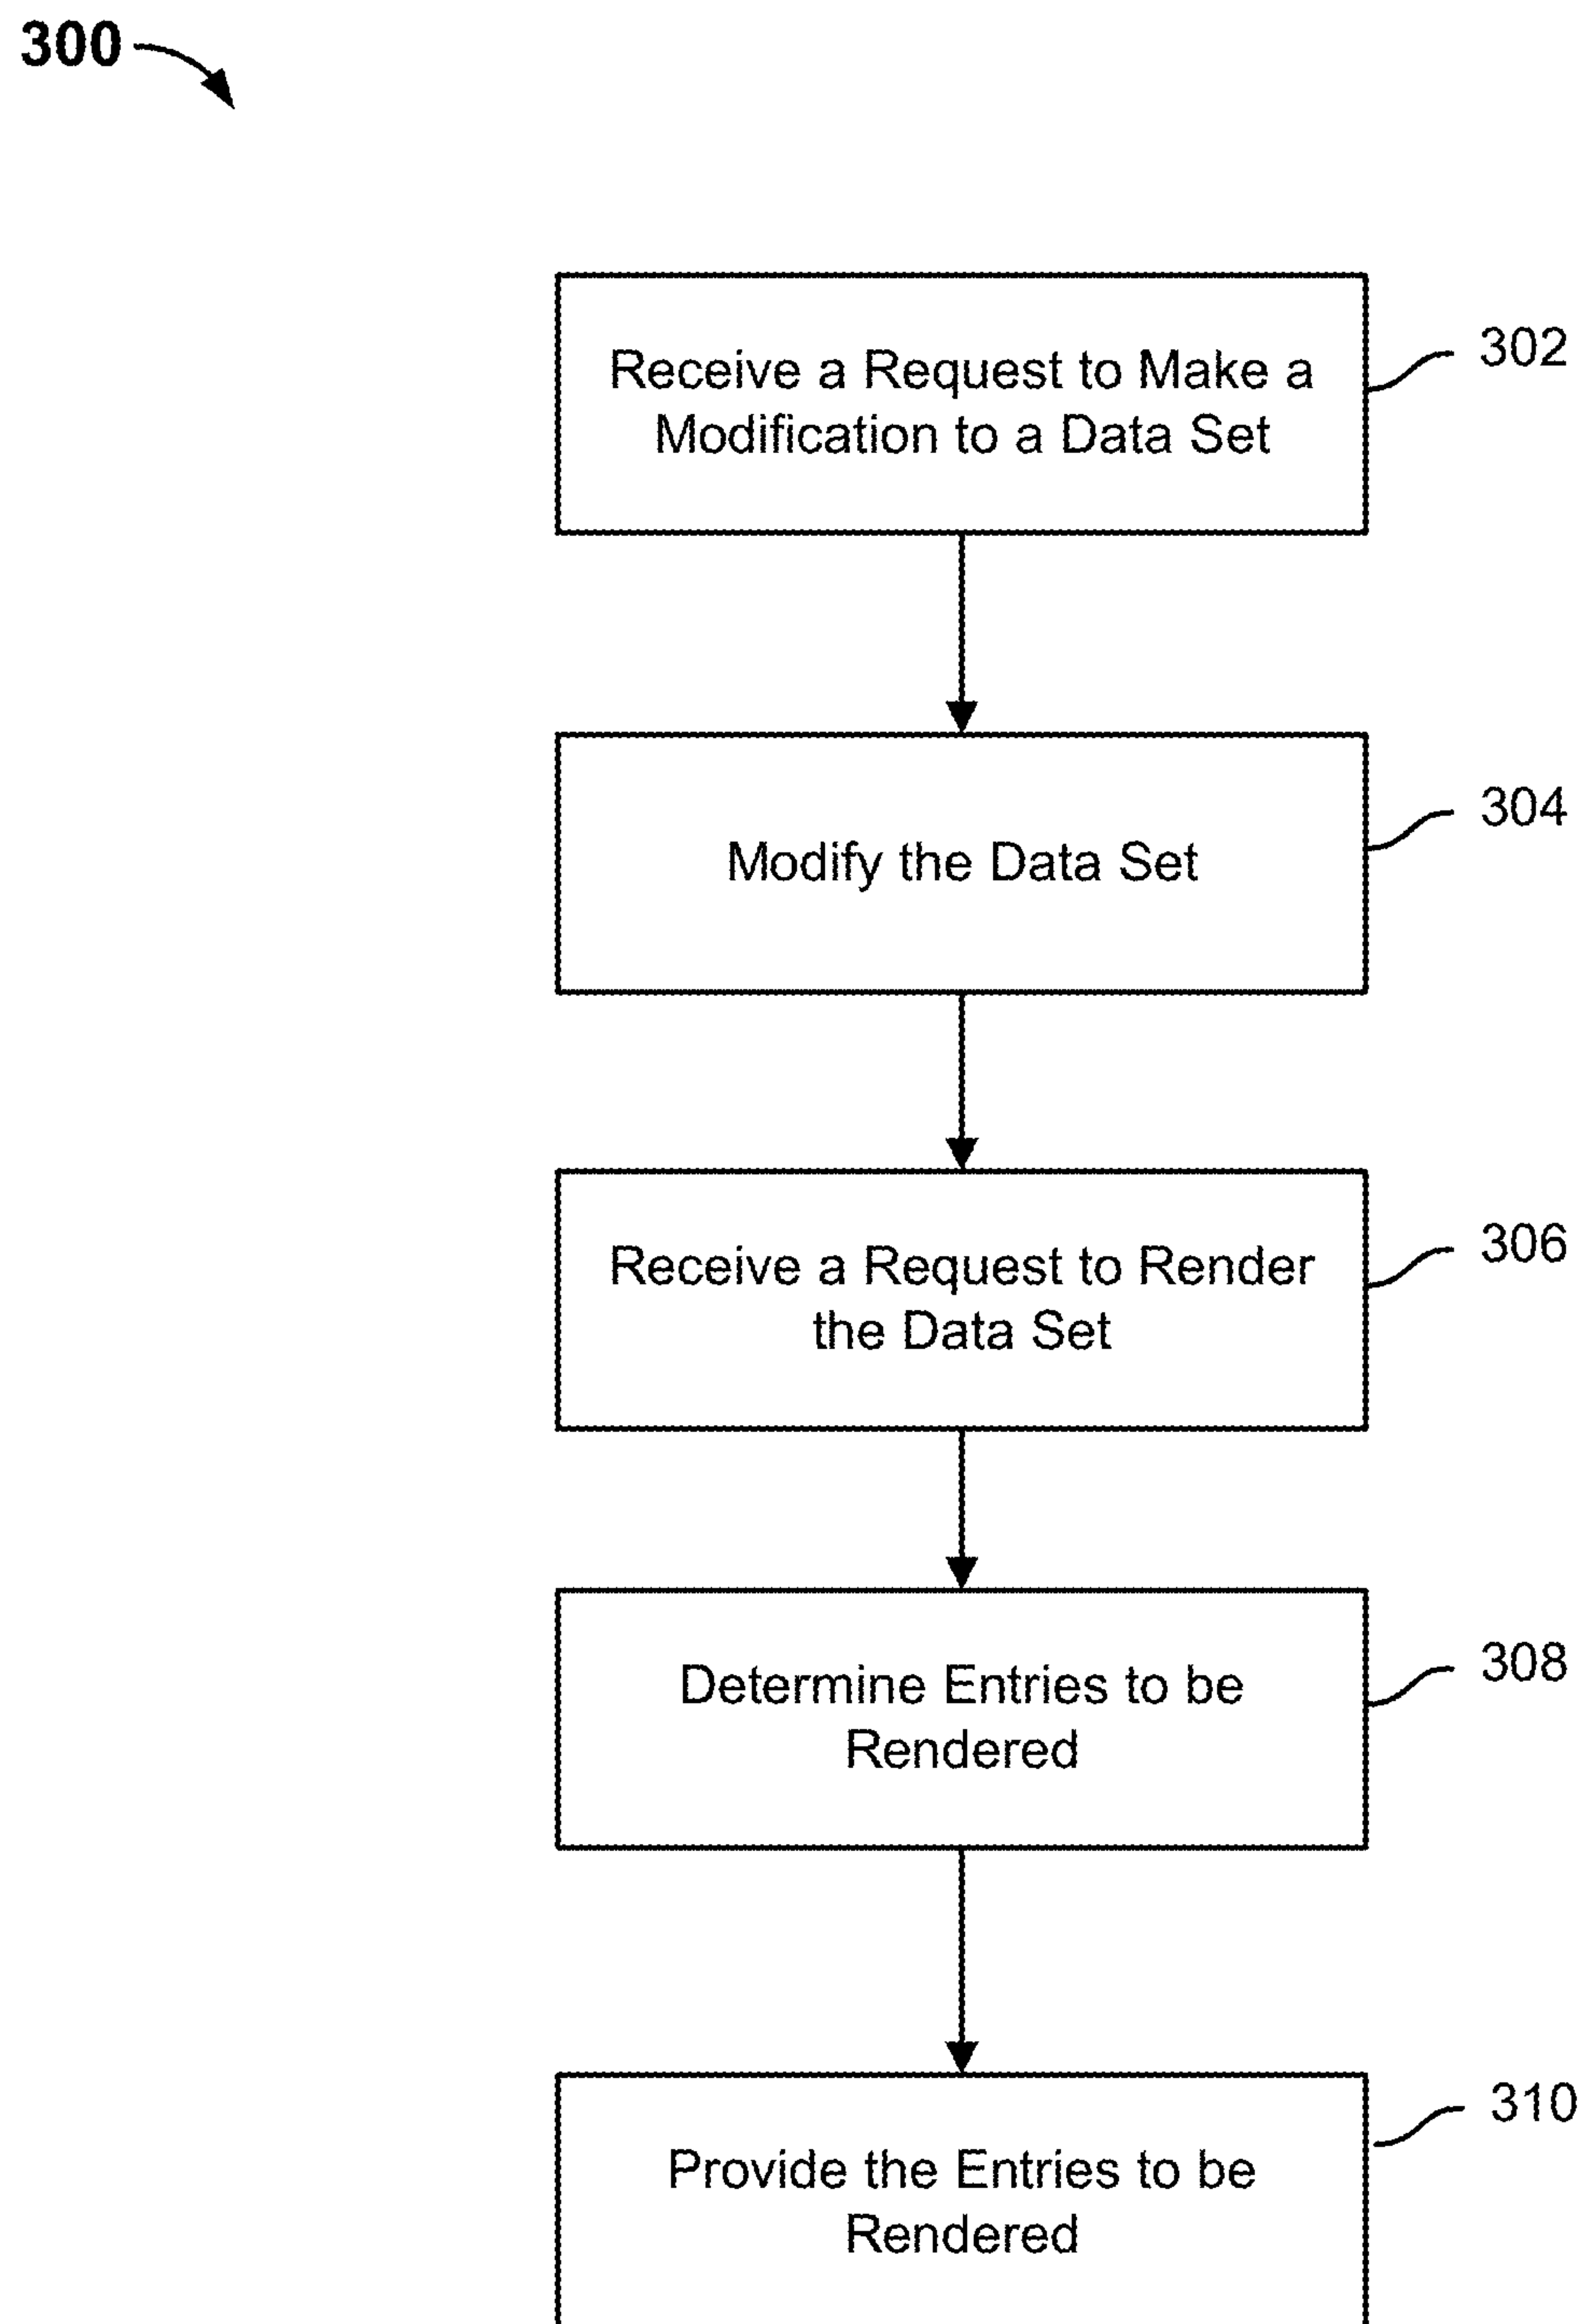 300
Receive a Request to Make a
Modification to a Data Set
302
Modify the Data Set
304
Receive a Request to Render
the Data Set
306
Determine Entries to be
Rendered
308
Provide the Entries to be
Rendered
310